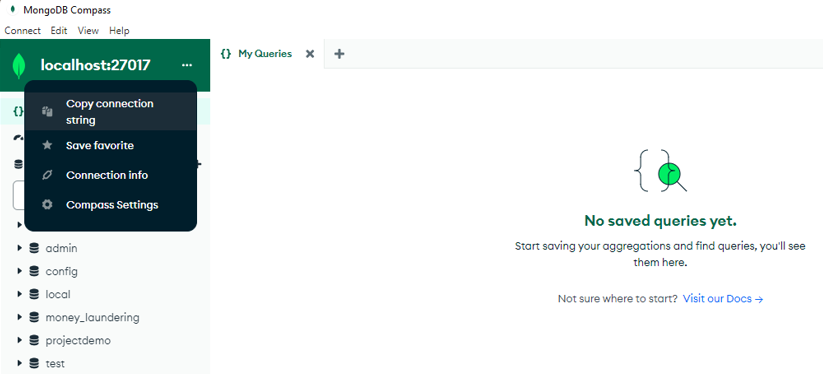 MongoDB Compass
Connect Edit View Help
localhost:27017 ...
{} My Queries
Copy connection
string
Save favorite
Connection info
Compass Settings
admin
config
local
money_laundering
projectdemo
test
No saved queries yet.
Start saving your aggregations and find queries, you'll see
them here.
Not sure where to start? Visit our Docs →